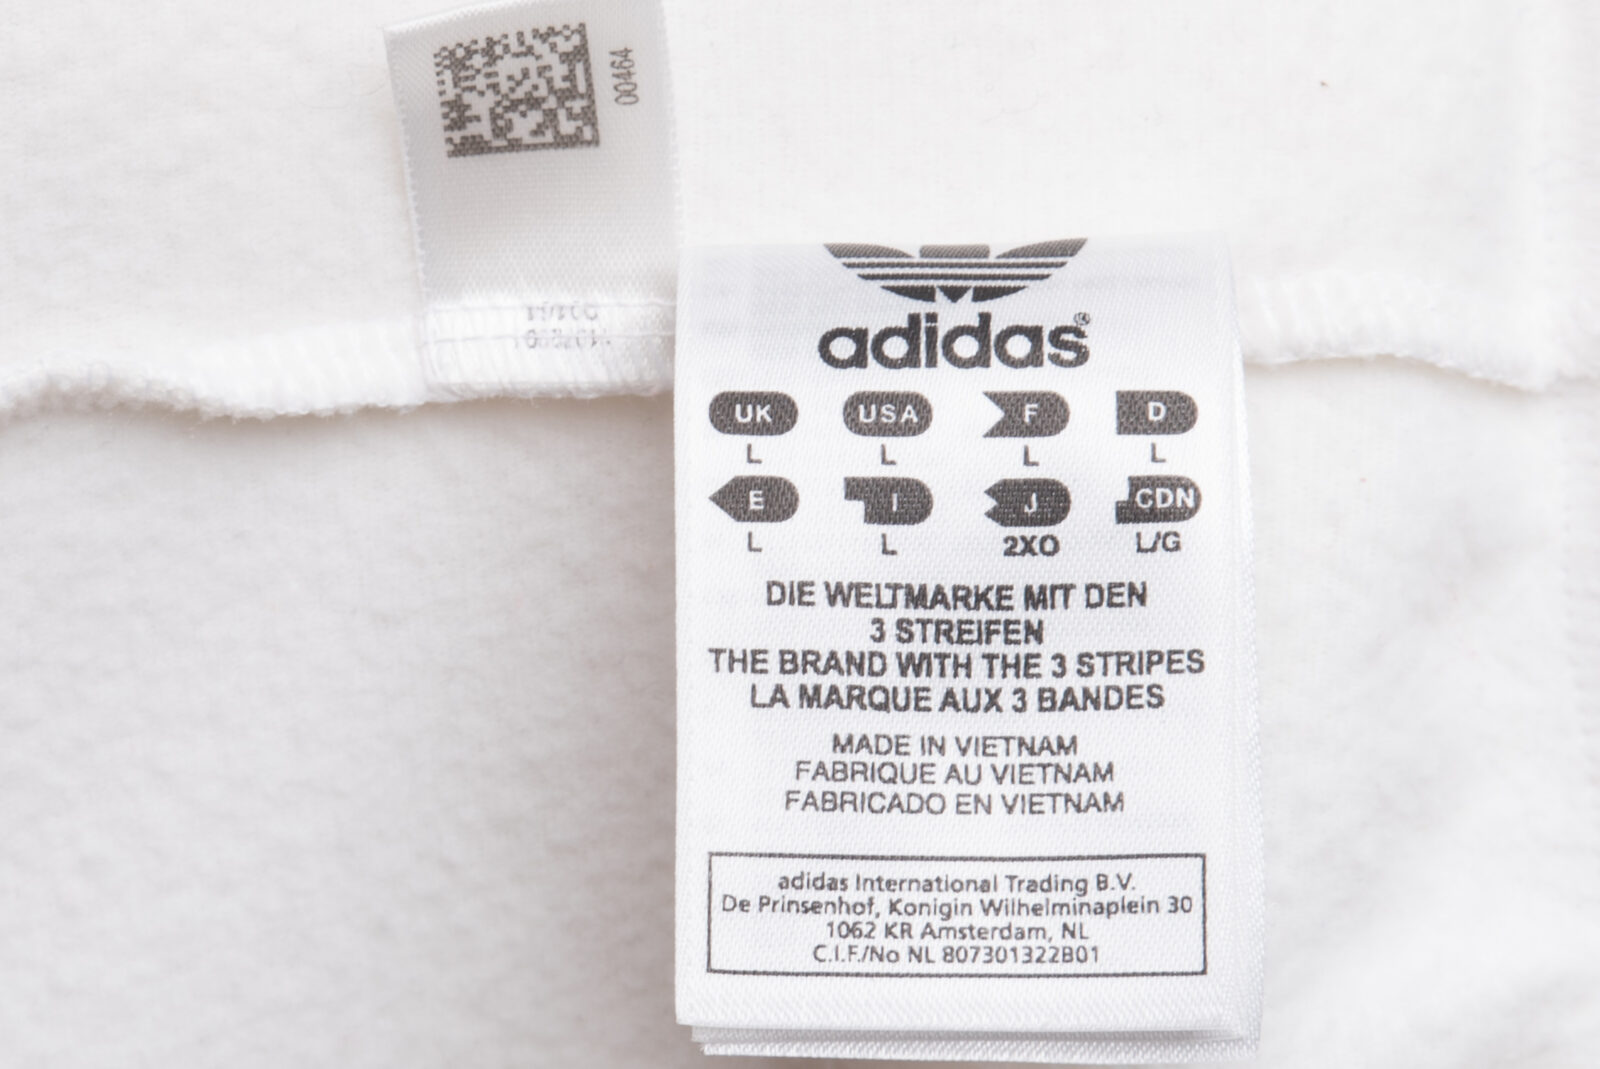 00464
adidas®
UK USA F D
L L L L
E I J CDN
L L 2XO L/G
DIE WELTMARKE MIT DEN
3 STREIFEN
THE BRAND WITH THE 3 STRIPES
LA MARQUE AUX 3 BANDES
MADE IN VIETNAM
FABRIQUE AU VIETNAM
FABRICADO EN VIETNAM
adidas International Trading B.V.
De Prinsenhof, Konigin Wilhelminaplein 30
1062 KR Amsterdam, NL
C.I.F./No NL 807301322B01